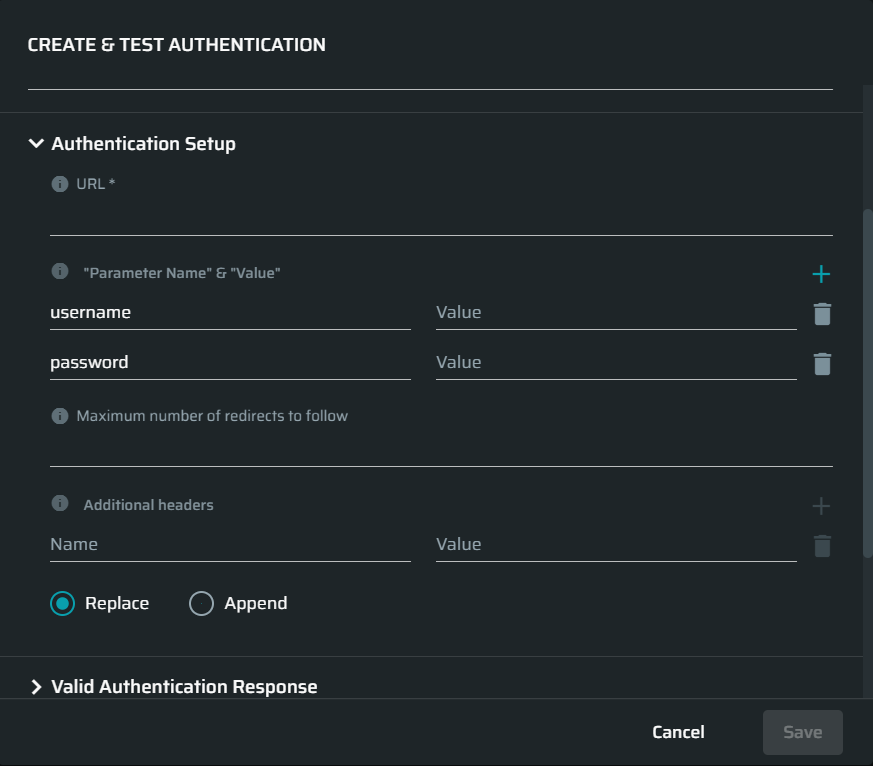 CREATE & TEST AUTHENTICATION
Authentication Setup
URL *
"Parameter Name" & "Value"
username Value
password Value
Maximum number of redirects to follow
Additional headers
Name Value
Replace Append
Valid Authentication Response
Cancel Save